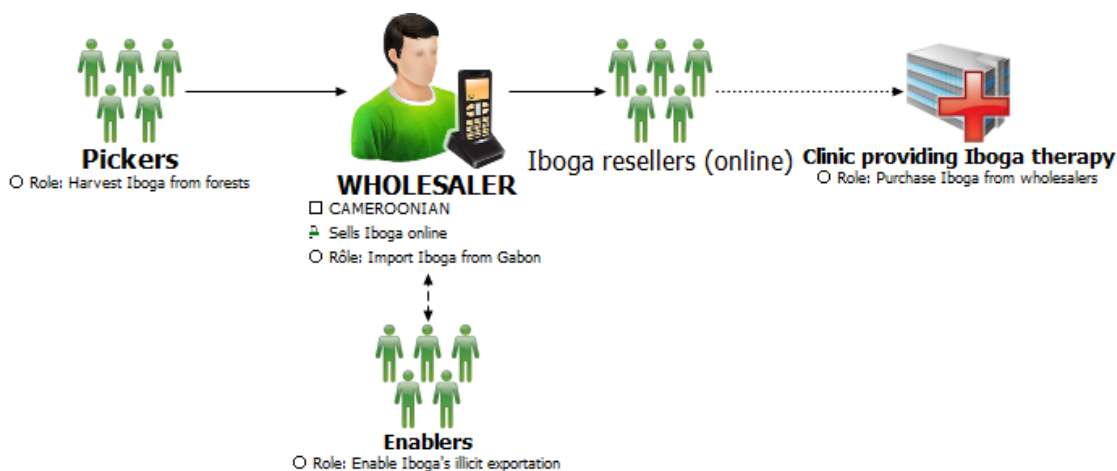 Pickers
Role: Harvest Iboga from forests
WHOLESALER
CAMEROONIAN
Sells Iboga online
Rôle: Import Iboga from Gabon
Iboga resellers (online)
Clinic providing Iboga therapy
Role: Purchase Iboga from wholesalers
Enablers
Role: Enable Iboga's illicit exportation